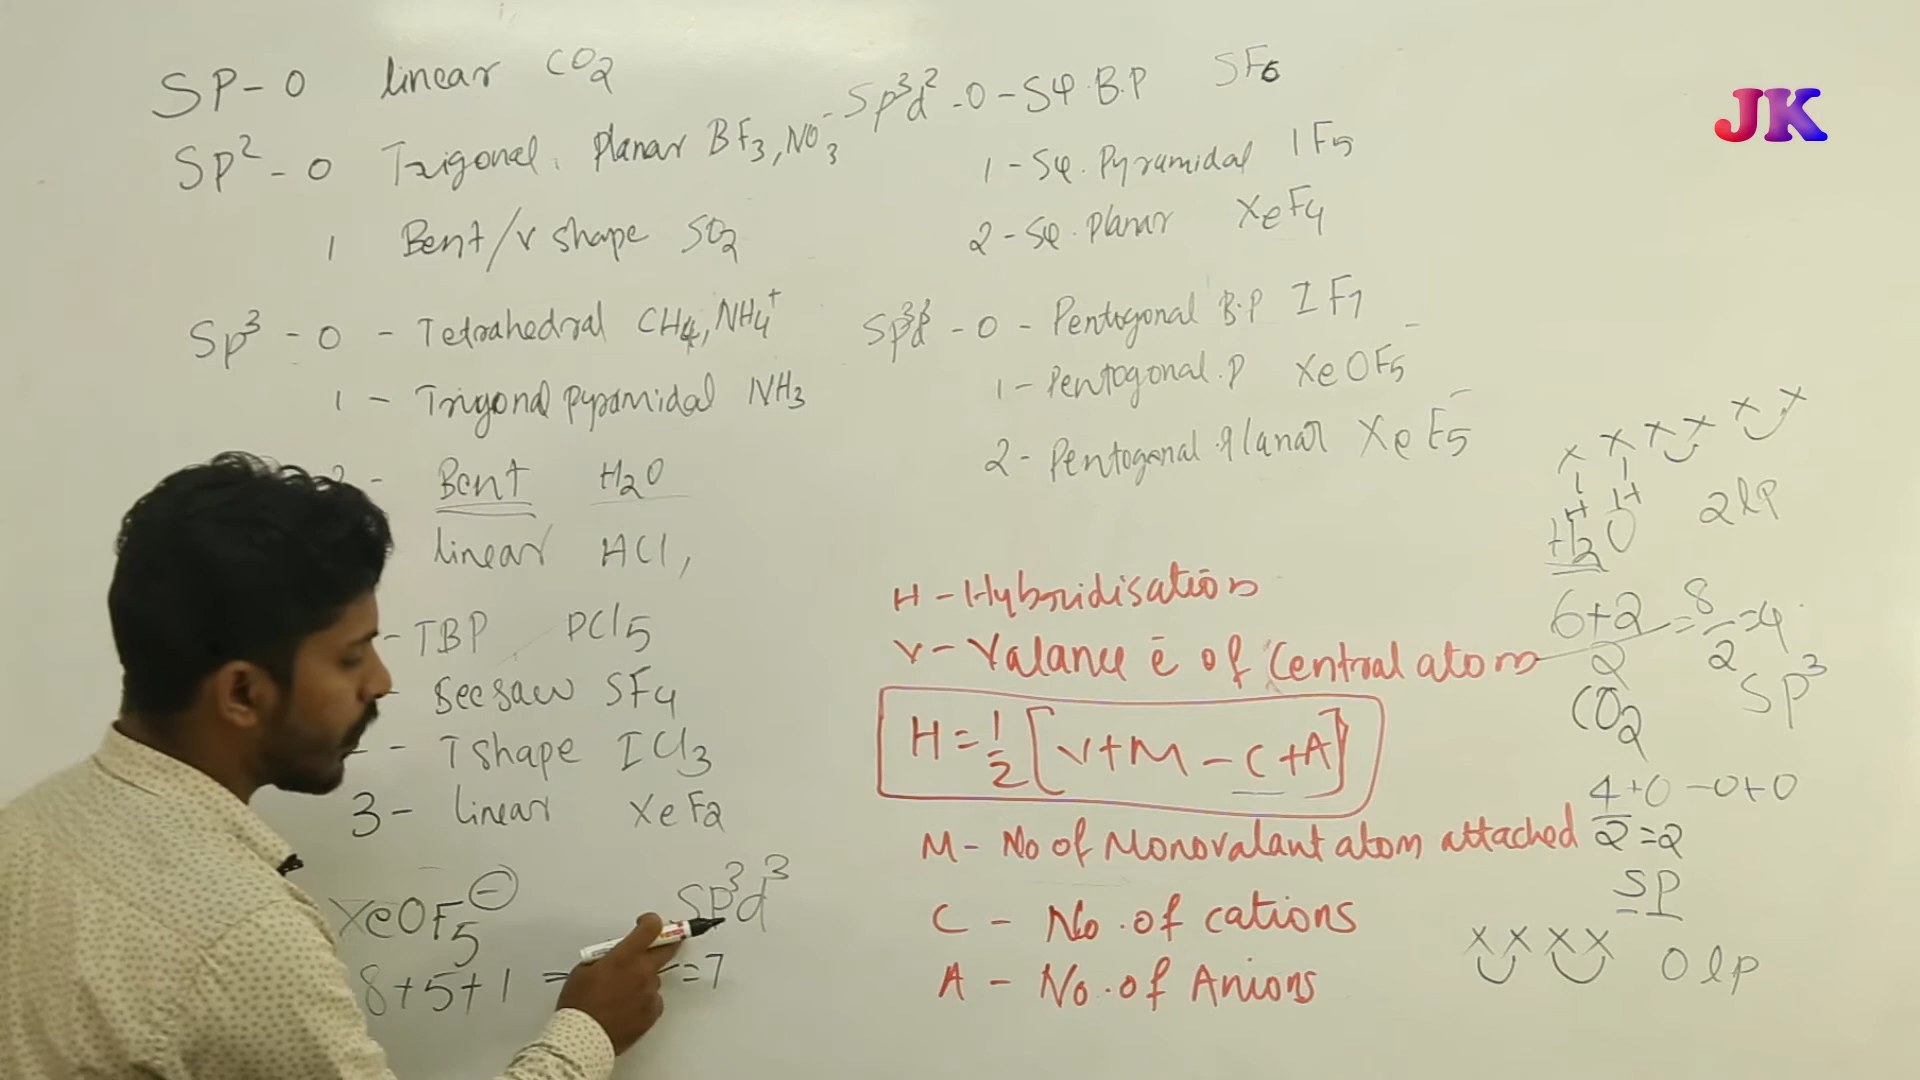 SP - 0 linear CO2
SP2 - 0 Trigonal. Planar BF3, NO3-
1 Bent/v shape SO2
Sp3 - 0 - Tetrahedral CH4, NH4+
1 - Trigonal pyramidal NH3
- Bent H2O
linear HCl,
- TBP PCl5
Seesaw SF4
- T shape ICl3
3 - linear XeF2
XeOF5- SP3d3
8+5+1 = =7
Sp3d2 - 0 - Sq. B.P SF6
1 - Sq. Pyramidal IF5
2 - Sq. Planar XeF4
Sp3d3 - 0 - Pentogonal B.P IF7
1 - Pentogonal. P XeOF5-
2 - Pentogonal Planar XeF5-
H - Hybridisation
V - Valance ē of Central atom
H = 1/2 [V+M - C + A]
M - No of Monovalant atom attached
C - No. of cations
A - No. of Anions
JK
x x x x x x
H H
H2O 2lp
6+2/2 = 8/2 = 4
SP3
CO2
4+0-0+0
2 = 2
SP
x x x x 0 lp